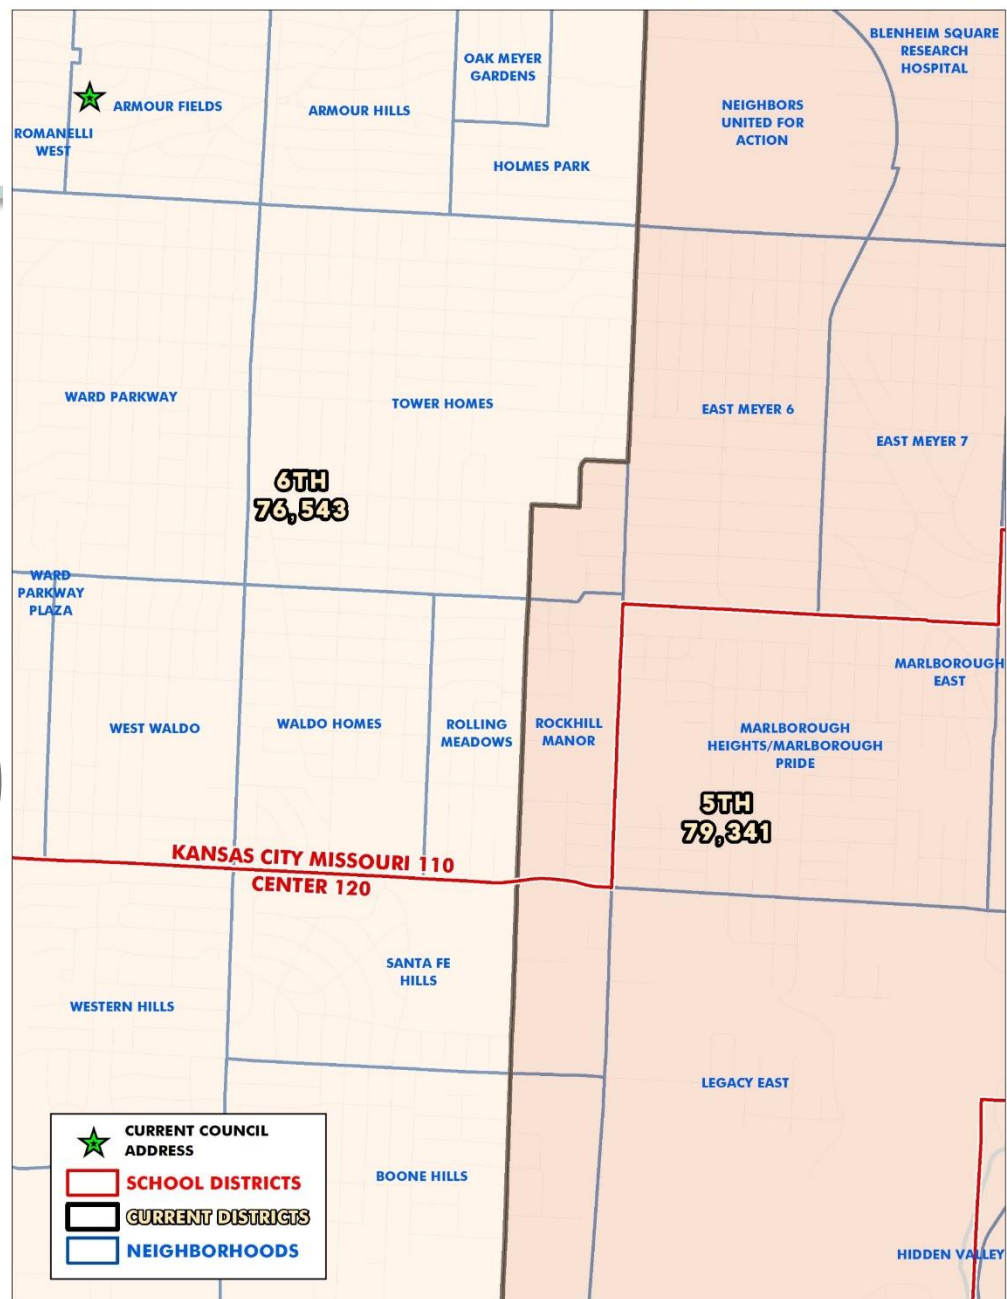 BLENHEIM SQUARE
RESEARCH
HOSPITAL
OAK MEYER
GARDENS
ARMOUR FIELDS
ARMOUR HILLS
NEIGHBORS
UNITED FOR
ACTION
ROMANELLI
WEST
HOLMES PARK
WARD PARKWAY
TOWER HOMES
EAST MEYER 6
EAST MEYER 7
6TH
76,543
WARD
PARKWAY
PLAZA
MARLBOROUGH
EAST
WEST WALDO
WALDO HOMES
ROLLING
MEADOWS
ROCKHILL
MANOR
MARLBOROUGH
HEIGHTS/MARLBOROUGH
PRIDE
5TH
79,341
KANSAS CITY MISSOURI 110
CENTER 120
SANTA FE
HILLS
WESTERN HILLS
LEGACY EAST
BOONE HILLS
HIDDEN VALLEY
CURRENT COUNCIL
ADDRESS
SCHOOL DISTRICTS
CURRENT DISTRICTS
NEIGHBORHOODS